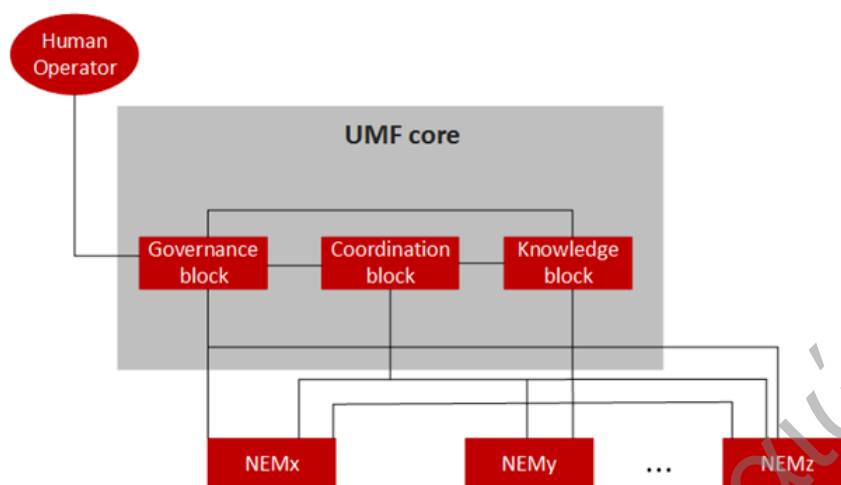 Human
Operator
UMF core
Governance
block
Coordination
block
Knowledge
block
NEMx
NEMy
...
NEMz